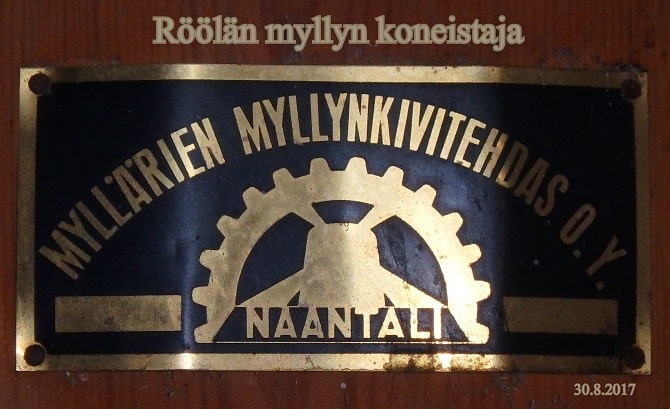 Röölän myllyn koneistaja
MYLLÄRIEN MYLLYNKIVITEHDAS O.Y.
NAANTALI
30.8.2017